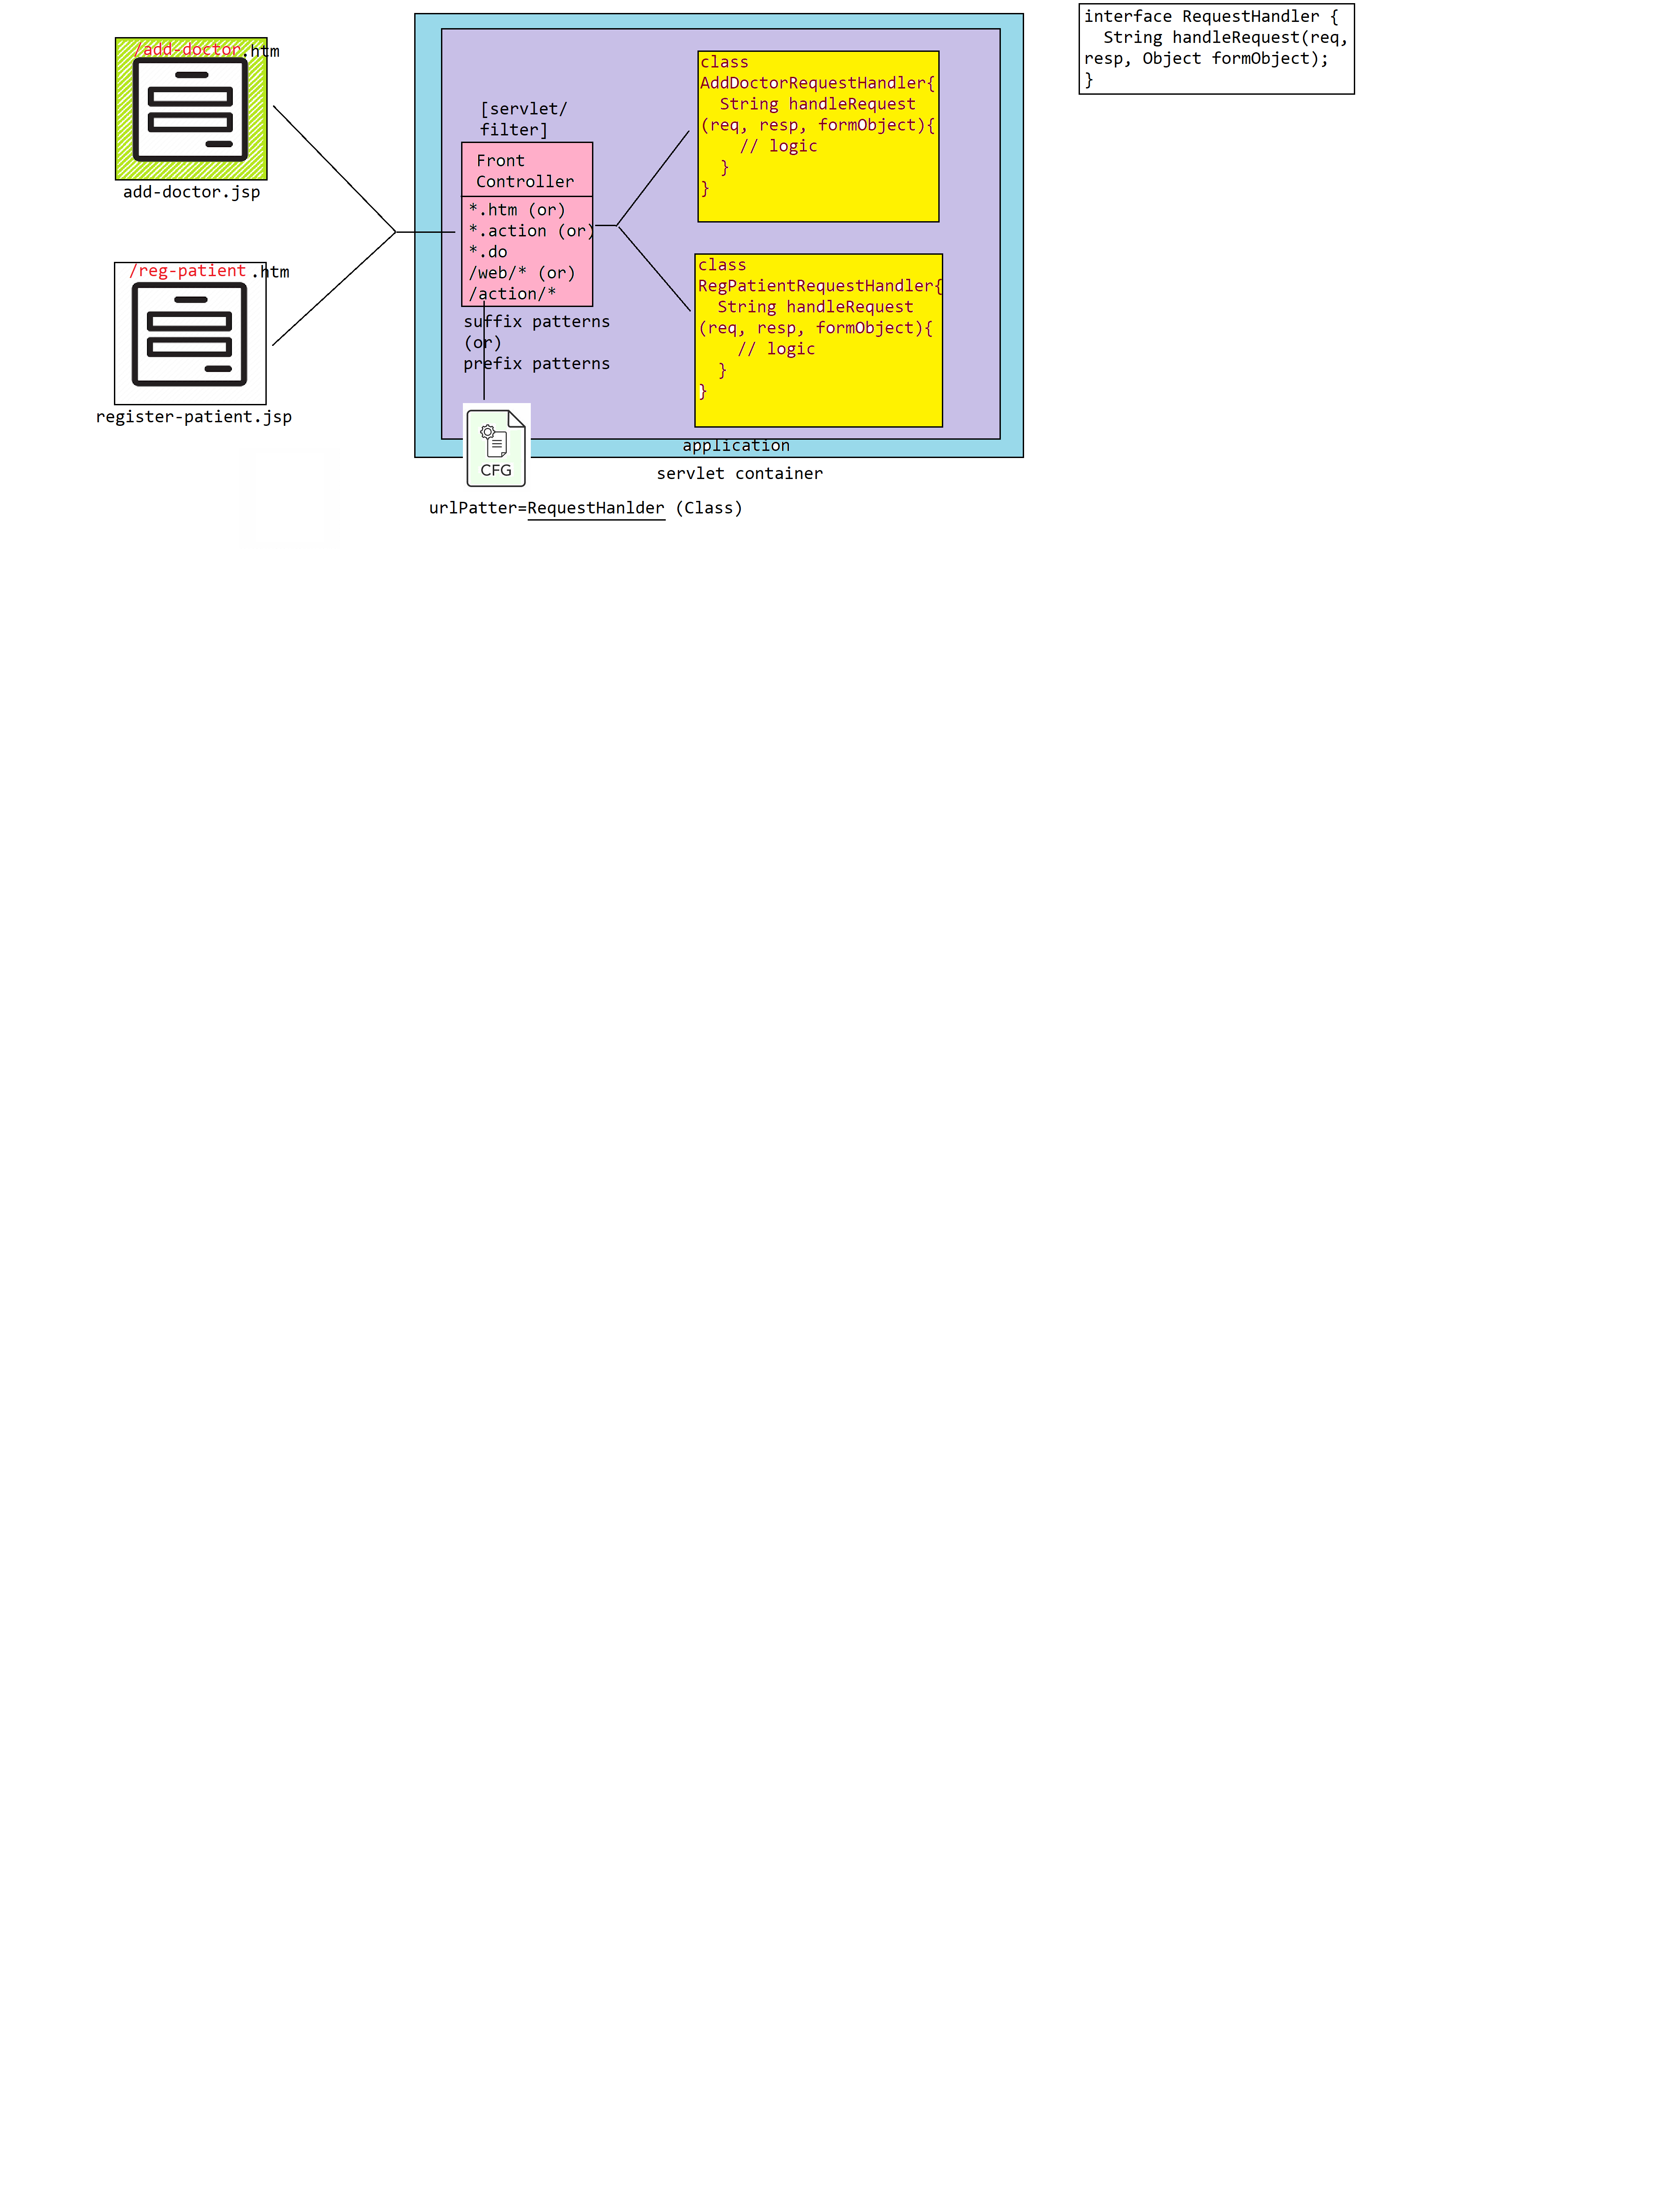 /add-doctor.htm
add-doctor.jsp
/reg-patient .htm
register-patient.jsp
[servlet/
filter]
Front
Controller
*.htm (or)
*.action (or)
*.do
/web/* (or)
/action/*
suffix patterns
(or)
prefix patterns
CFG
urlPatter=RequestHanlder (Class)
class
AddDoctorRequestHandler{
String handleRequest
(req, resp, formObject){
// logic
}
}
class
RegPatientRequestHandler{
String handleRequest
(req, resp, formObject){
// logic
}
}
application
servlet container
interface RequestHandler {
String handleRequest(req,
resp, Object formObject);
}